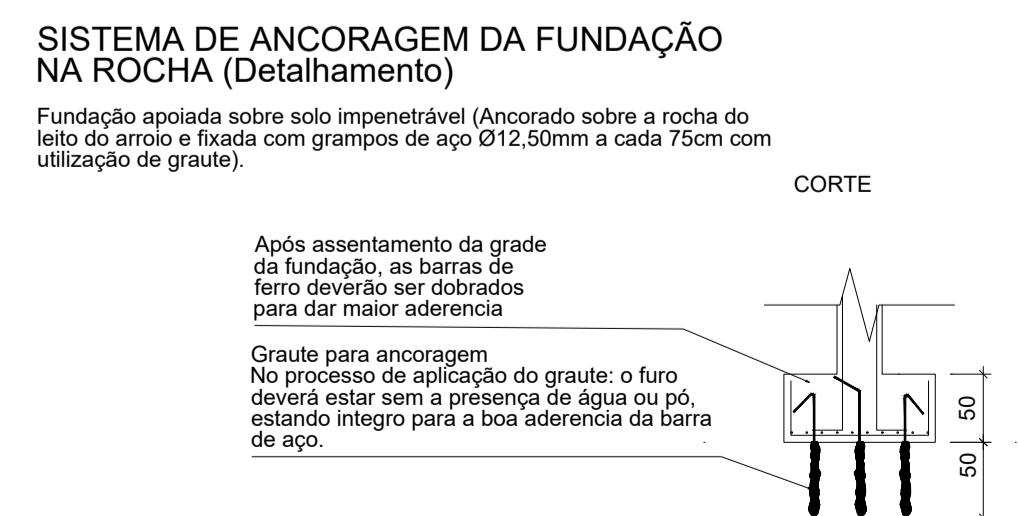 SISTEMA DE ANCORAGEM DA FUNDAÇÃO
NA ROCHA (Detalhamento)
Fundação apoiada sobre solo impenetrável (Ancorado sobre a rocha do
leito do arroio e fixada com grampos de aço Ø12,50mm a cada 75cm com
utilização de graute).
CORTE
Após assentamento da grade
da fundação, as barras de
ferro deverão ser dobrados
para dar maior aderencia
Graute para ancoragem
No processo de aplicação do graute: o furo
deverá estar sem a presença de água ou pó,
estando integro para a boa aderencia da barra
de aço.
50
50